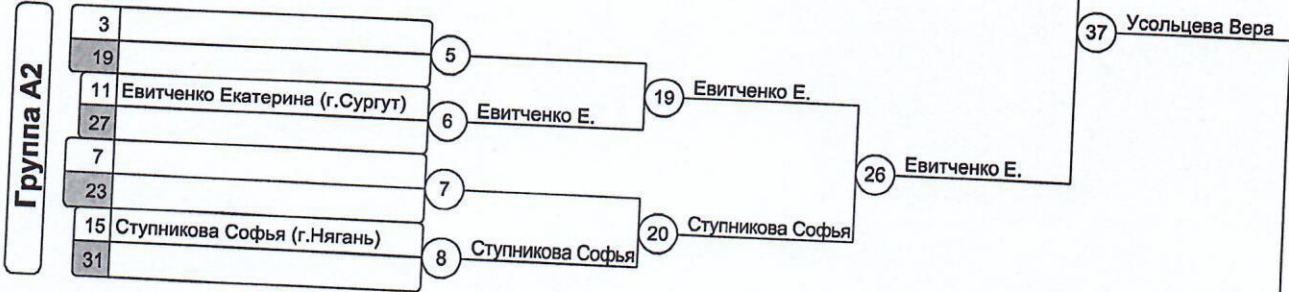 Группа А2
3
19
11 Евитченко Екатерина (г.Сургут)
27
7
23
15 Ступникова Софья (г.Нягань)
31
5
6 Евитченко Е.
7
8 Ступникова Софья
19 Евитченко Е.
20 Ступникова Софья
26 Евитченко Е.
37 Усольцева Вера